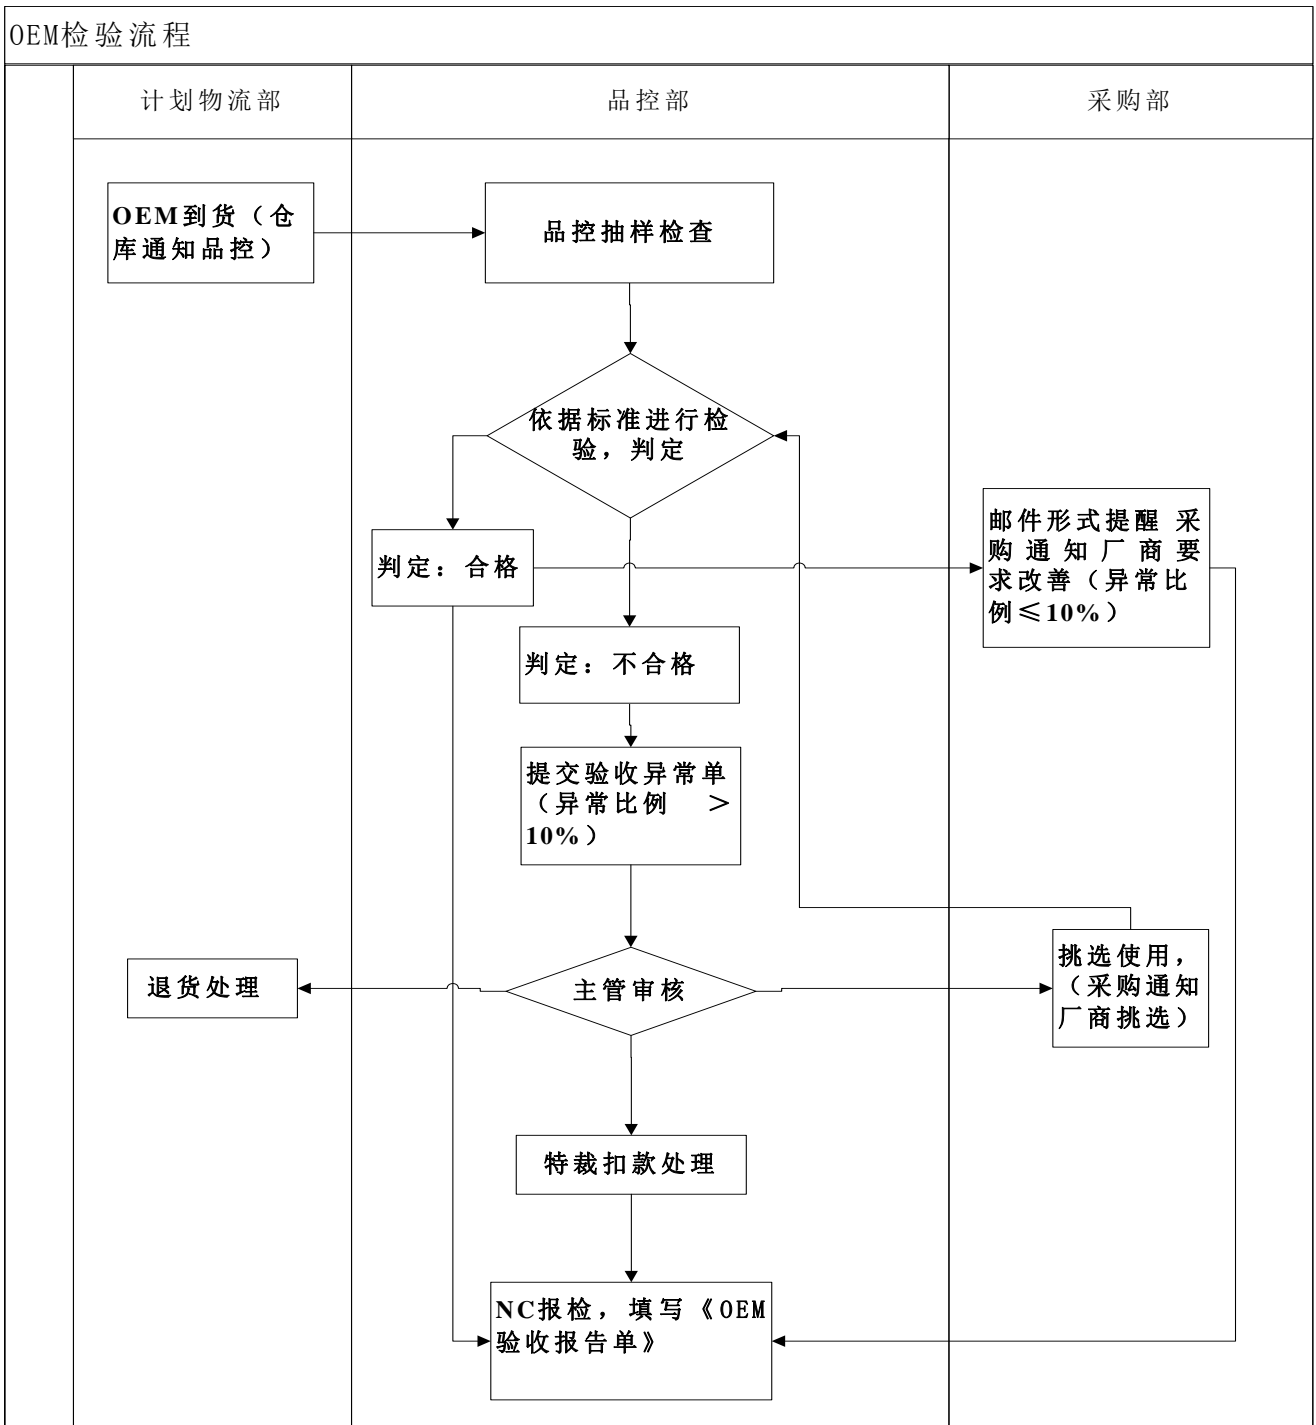 OEM检验流程
计划物流部
品控部
采购部
OEM到货（仓
库通知品控）
品控抽样检查
依据标准进行检
验，判定
判定：合格
邮件形式提醒 采
购通知厂商要
求改善（异常比
例≤10%）
判定：不合格
提交验收异常单
（异常比例 ＞
10%）
退货处理
主管审核
挑选使用，
（采购通知
厂商挑选）
特裁扣款处理
NC报检，填写《OEM
验收报告单》